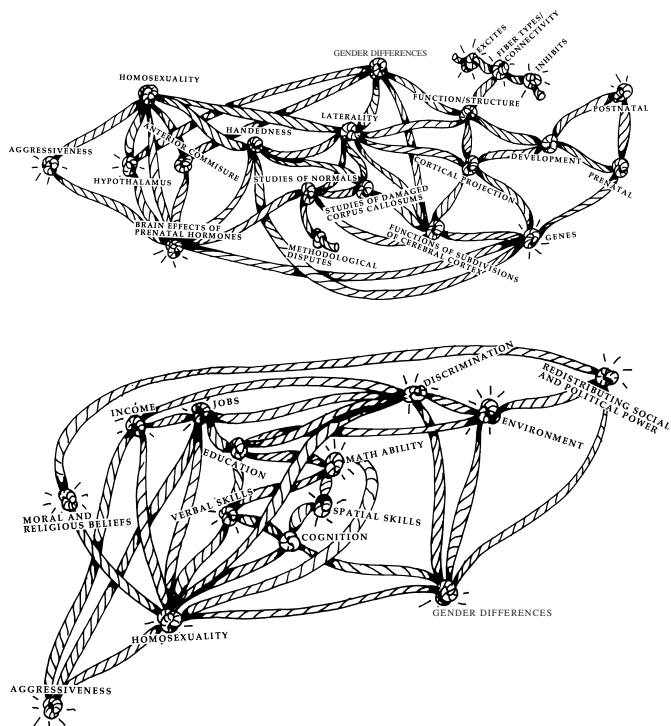 EXCITES
FIBER TYPES/
CONNECTIVITY
INHIBITS
GENDER DIFFERENCES
HOMOSEXUALITY
FUNCTION/STRUCTURE
POSTNATAL
LATERALITY
HANDEDNESS
ANTERIOR COMMISURE
AGGRESSIVENESS
DEVELOPMENT
CORTICAL PROJECTION
HYPOTHALAMUS
STUDIES OF NORMALS
PRENATAL
STUDIES OF DAMAGED
CORPUS CALLOSUMS
BRAIN EFFECTS OF
PRENATAL HORMONES
FUNCTIONS OF SUBDIVISIONS
OF CEREBRAL CORTEX
GENES
METHODOLOGICAL
DISPUTES
DISCRIMINATION
REDISTRIBUTING SOCIAL
AND POLITICAL POWER
INCOME
JOBS
ENVIRONMENT
EDUCATION
MATH ABILITY
VERBAL SKILLS
SPATIAL SKILLS
MORAL AND
RELIGIOUS BELIEFS
COGNITION
GENDER DIFFERENCES
HOMOSEXUALITY
AGGRESSIVENESS